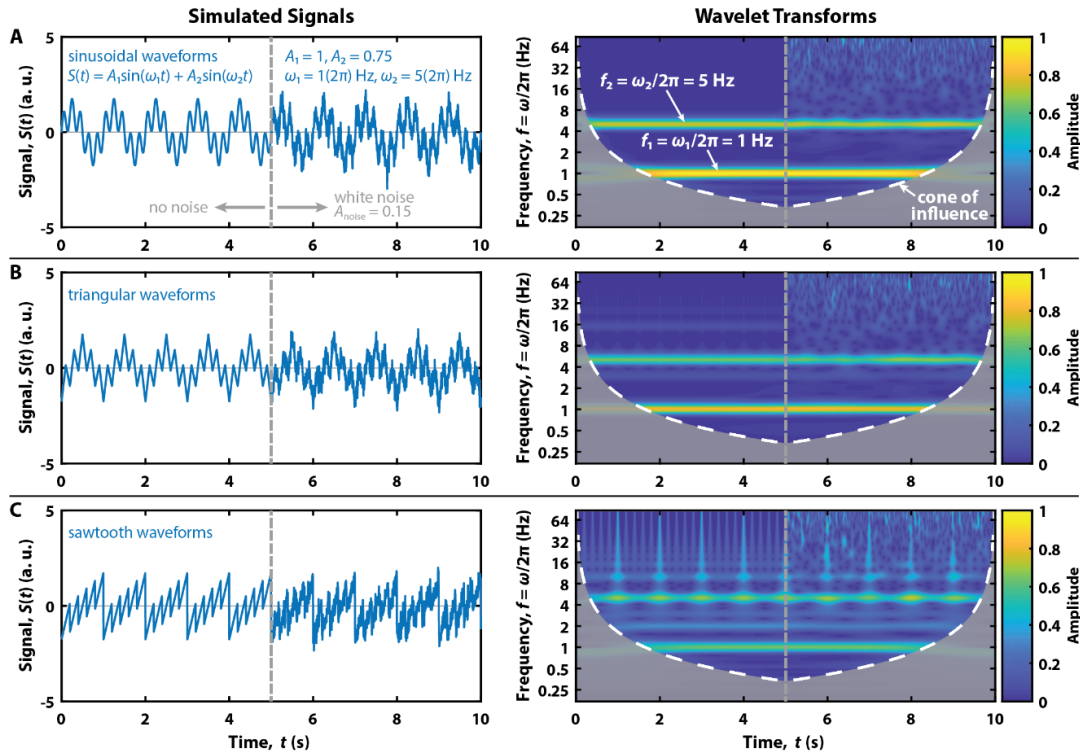 Simulated Signals
Wavelet Transforms
A
5
0
-5
Signal, S(t) (a. u.)
sinusoidal waveforms
S(t) = A₁sin(ω₁t) + A₂sin(ω₂t)
A₁ = 1, A₂ = 0.75
ω₁ = 1(2π) Hz, ω₂ = 5(2π) Hz
no noise
white noise
Aₙₒᵢₛₑ = 0.15
0 2 4 6 8 10
Frequency, f = ω/2π (Hz)
64
32
16
8
4
2
1
0.5
0.25
f₂ = ω₂/2π = 5 Hz
f₁ = ω₁/2π = 1 Hz
cone of
influence
0 2 4 6 8 10
1
0.8
0.6
0.4
0.2
0
Amplitude
B
5
0
-5
Signal, S(t) (a. u.)
triangular waveforms
0 2 4 6 8 10
Frequency, f = ω/2π (Hz)
64
32
16
8
4
2
1
0.5
0.25
0 2 4 6 8 10
1
0.8
0.6
0.4
0.2
0
Amplitude
C
5
0
-5
Signal, S(t) (a. u.)
sawtooth waveforms
0 2 4 6 8 10
Time, t (s)
Frequency, f = ω/2π (Hz)
64
32
16
8
4
2
1
0.5
0.25
0 2 4 6 8 10
Time, t (s)
1
0.8
0.6
0.4
0.2
0
Amplitude